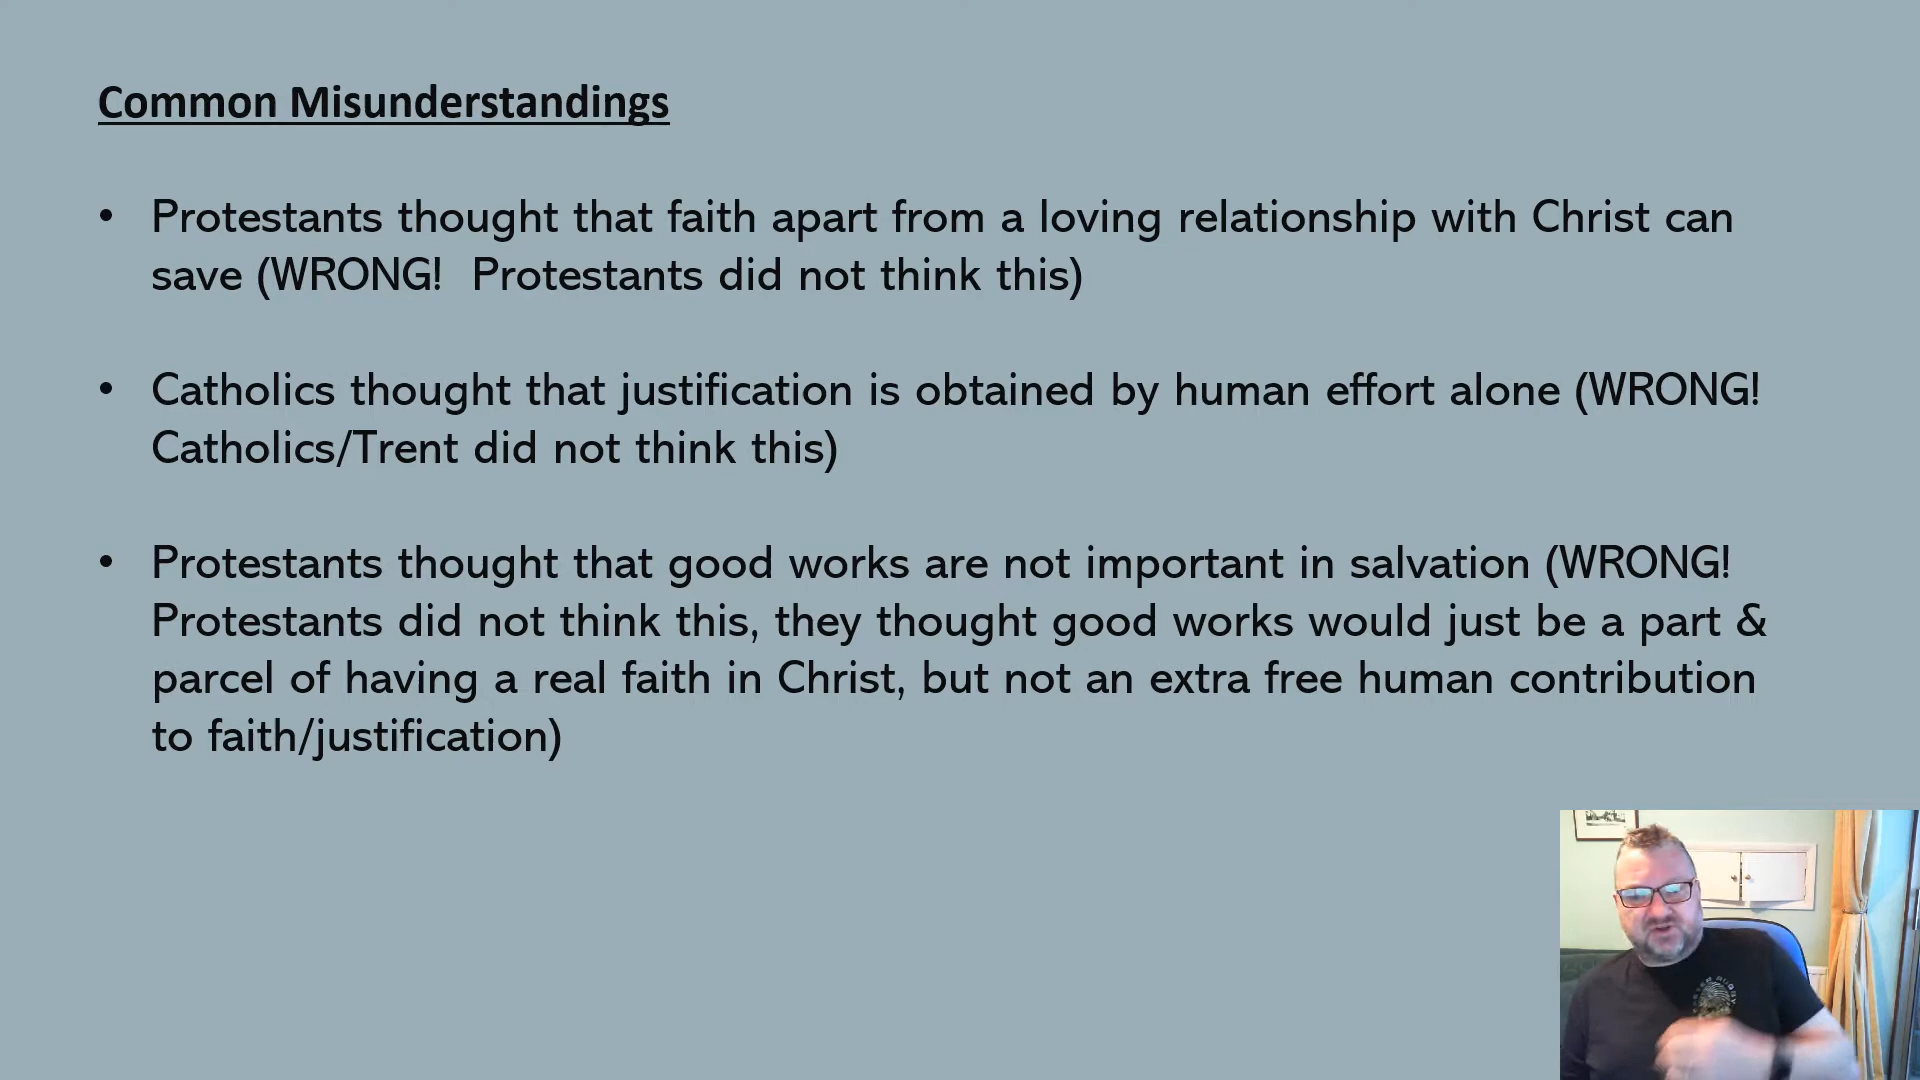 Common Misunderstandings
• Protestants thought that faith apart from a loving relationship with Christ can
save (WRONG!  Protestants did not think this)
• Catholics thought that justification is obtained by human effort alone (WRONG!
Catholics/Trent did not think this)
• Protestants thought that good works are not important in salvation (WRONG!
Protestants did not think this, they thought good works would just be a part &
parcel of having a real faith in Christ, but not an extra free human contribution
to faith/justification)